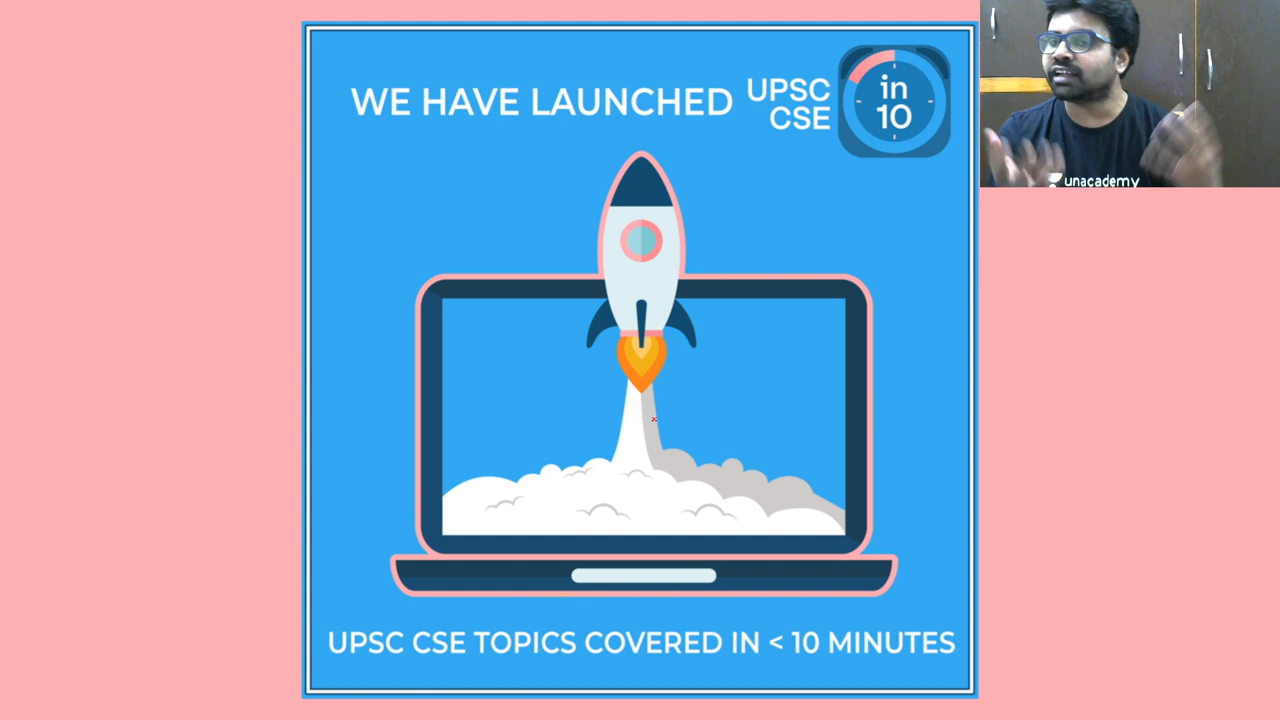 WE HAVE LAUNCHED
UPSC
CSE
in
10
unacademy
UPSC CSE TOPICS COVERED IN < 10 MINUTES